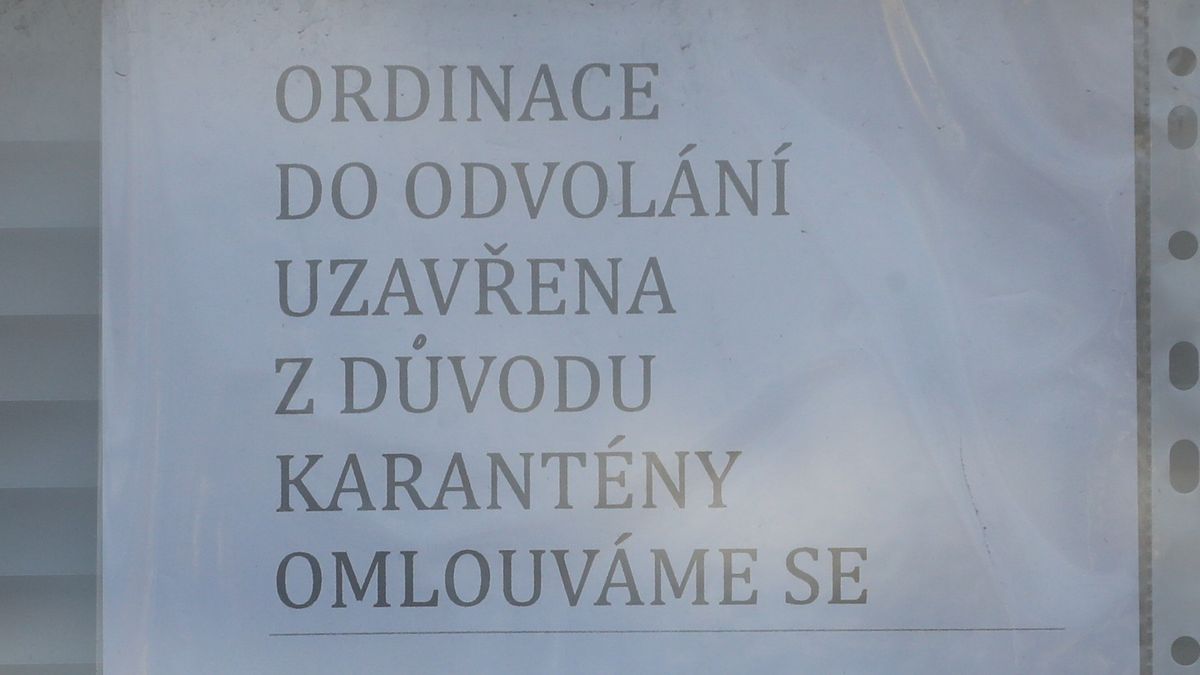 ORDINACE
DO ODVOLÁNÍ
UZAVŘENA
Z DŮVODU
KARANTÉNY
OMLOUVÁME SE